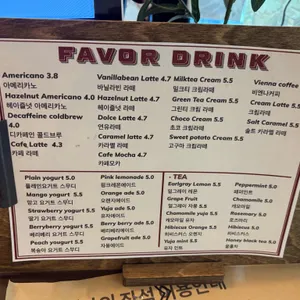 FAVOR DRINK
Americano 3.8
아메리카노
Hazelnut Americano 4.0
헤이즐넛 아메리카노
Decaffeine coldbrew
4.0
디카페인 콜드브루
Cafe Latte 4.3
카페 라떼
Vanillabean Latte 4.7
바닐라빈 라떼
Hazelnut Latte 4.7
헤이즐넛 라떼
Dolce Latte 4.7
연유라떼
Caramel latte 4.7
카라멜 라떼
Cafe Mocha 4.7
카페모카
Milktea Cream 5.5
밀크티 크림라떼
Green Tea Cream 5.5
그린티 크림 라떼
Choco Cream 5.5
초코 크림라떼
Sweet potato Cream 5.5
고구마 크림라떼
Vienna coffee
비엔나커피
Cream Latte 5.
크림라떼
Salt Caramel 5.5
솔트 카라멜 라떼
Plain yogurt 5.0
플레인요거트 스무디
Mango yogurt 5.5
망고 요거트 스무디
Strawberry yogurt 5.5
딸기 요거트 스무디
Berryberry yogurt 5.5
베리베리 요거트 스무디
Peach yogurt 5.5
복숭아 요거트 스무디
Pink lemonade 5.0
핑크레몬에이드
Orange ade 5.0
오렌지에이드
Yuja ade 5.0
유자에이드
Berry berry ade 5.0
베리베리에이드
Grapefruit ade 5.0
자몽에이드
TEA
Earlgrey Lemon 5.5
얼그레이 레몬
Grape Fruit
얼그레이 자몽 5.5
Chamomile yuja
캐모마일 유자 5.5
Hibiscus Orange 5.5
히비스커스 오렌지
Yuja mint 5.5
유자 민트
Peppermint 5.0
페퍼민트
Chamomile 5.0
캐모마일
Rosemary 5.0
로즈마리
Hibiscus 5.0
히비스커스
Honey black tea 5.0
홍차